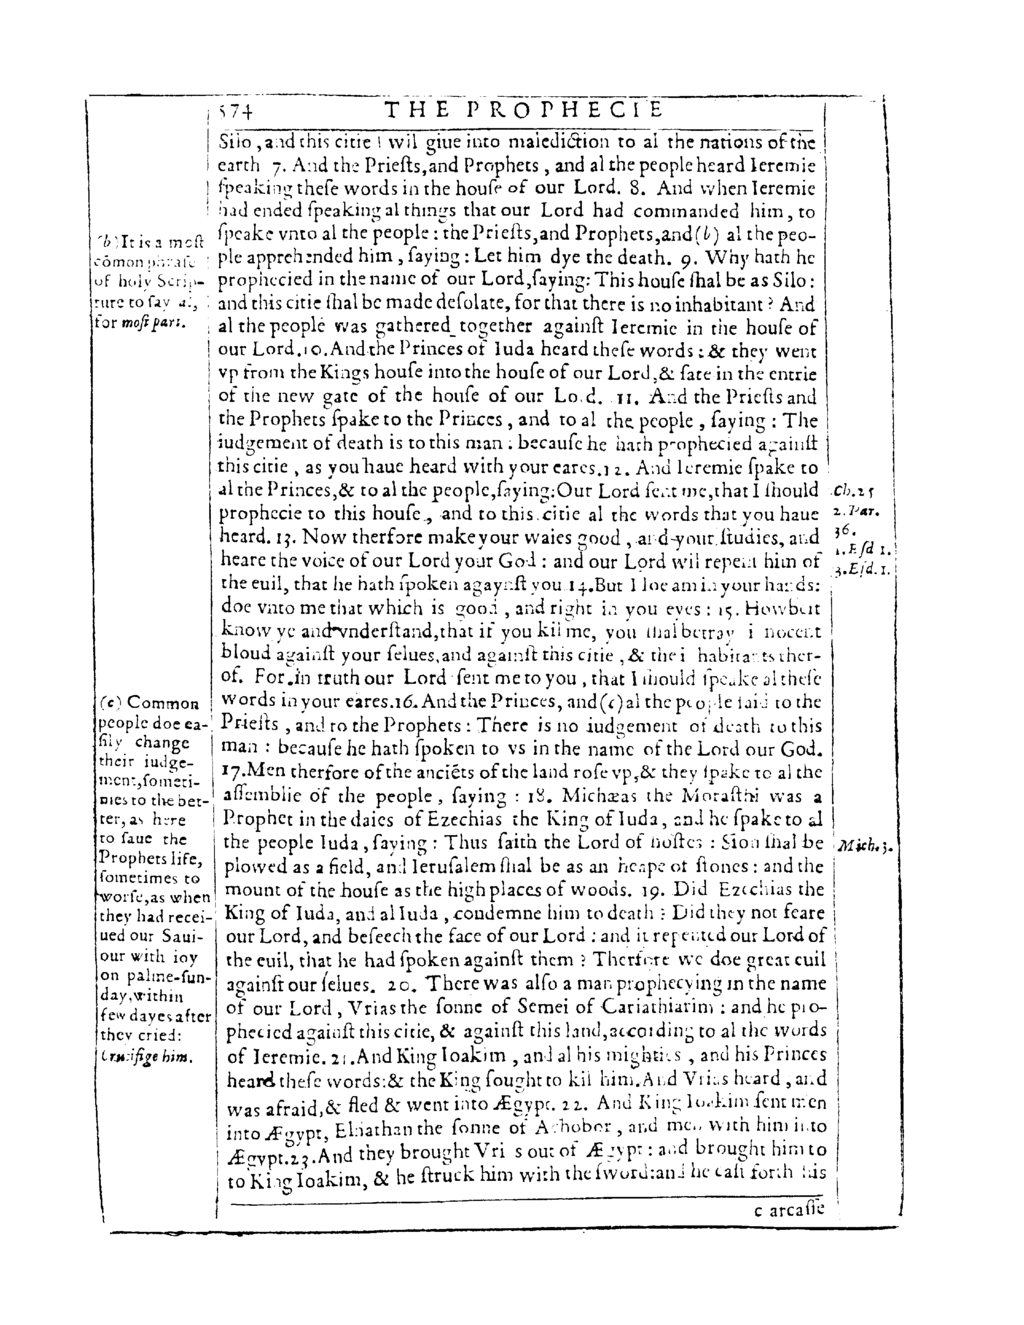 574 THE PROPHECIE
Silo, and this citie I wil giue into malediction to al the nations of the
earth 7. And the Priests,and Prophets , and al the people heard Ieremie
ſpeaking theſe words in the houſe of our Lord. 8. And when Ieremie
had ended ſpeaking al things that our Lord had commanded him, to
ſpeake vnto al the people : the Prieſts,and Prophets,and(b) al the peo-
ple apprehended him , ſaying : Let him dye the death. 9. Why hath he
prophecied in the name of our Lord,ſaying: This houſe ſhal be as Silo :
and this citie ſhal be made deſolate, for that there is no inhabitant ? And
al the people was gathered together againſt Ieremie in the houſe of
our Lord.10.And the Princes of Iuda heard theſe words : & they went
vp from the Kings houſe into the houſe of our Lord,& ſate in the entrie
of the new gate of the houſe of our Lord. 11. And the Prieſts and
the Prophets ſpake to the Princes , and to al the people , ſaying : The
iudgement of death is to this man : becauſe he hath prophecied againſt
this citie , as you haue heard with your eares.12. And Ieremie ſpake to
al the Princes,& to al the people,ſaying:Our Lord ſent me,that I ſhould
prophecie to this houſe , and to this citie al the words that you haue
heard. 13. Now therfore make your waies good , and your ſtudies, and
heare the voice of our Lord your God : and our Lord wil repent him of
the euil, that he hath ſpoken agaynſt you 14.But I loe am in your hands:
doe vnto me that which is good , and right in you eyes : 15. Howbeit
know ye and vnderſtand,that if you kil me, you ſhal betray innocent
bloud againſt your ſelues,and againſt this citie , & the inhabitants ther-
of. For in truth our Lord ſent me to you , that I ſhould ſpeake al theſe
words in your eares.16. And the Princes, and(c)al the people ſaid to the
Prieſts , and to the Prophets : There is no iudgement of death to this
man : becauſe he hath ſpoken to vs in the name of the Lord our God.
17.Men therfore of the anciẽts of the land roſe vp,& they ſpake to al the
aſſemblie of the people , ſaying : 18. Michæas the Moraſthi was a
Prophet in the daies of Ezechias the King of Iuda, and he ſpake to al
the people Iuda, ſaying : Thus ſaith the Lord of hoſtes : Sion ſhal be
plowed as a field, and Ieruſalem ſhal be as an heape of ſtones : and the
mount of the houſe as the high places of woods. 19. Did Ezechias the
King of Iuda, and al Iuda , condemne him to death ? Did they not feare
our Lord, and beſeech the face of our Lord : and it repented our Lord of
the euil, that he had ſpoken againſt them ? Therfore we doe great euil
againſt our ſelues. 20. There was alſo a man prophecying in the name
of our Lord , Vrias the ſonne of Semei of Cariathiarim : and he pro-
phecied againſt this citie, & againſt this land,according to al the words
of Ieremie. 21.And King Ioakim , and al his mighties , and his Princes
heard theſe words:& the King ſought to kil him.And Vrias heard , and
was afraid,& fled & went into Ægypt. 22. And King Ioakim ſent men
into Ægypt, Elnathan the ſonne of Achobor , and men with him into
Ægypt.23.And they brought Vrias out of Ægypt : and brought him to
to King Ioakim, & he ſtruck him with the ſword:and he caſt forth his
carcaſſe
(b) It is a moſt
cõmon phraſe
of holy Scrip-
ture to ſay al,
for moſt part.
(c) Common
people doe ea-
ſily change
their iudge-
ment,ſometi-
mes to the bet-
ter, as here
to ſaue the
Prophets life,
ſometimes to
worſe,as when
they had recei-
ued our Saui-
our with ioy
on palme-ſun-
day,within
few dayes after
they cried:
Crucifige him.
Ch.25
2.Par.
36.
1.Eſd 1.
3.Eſd.1.
Mich.3.